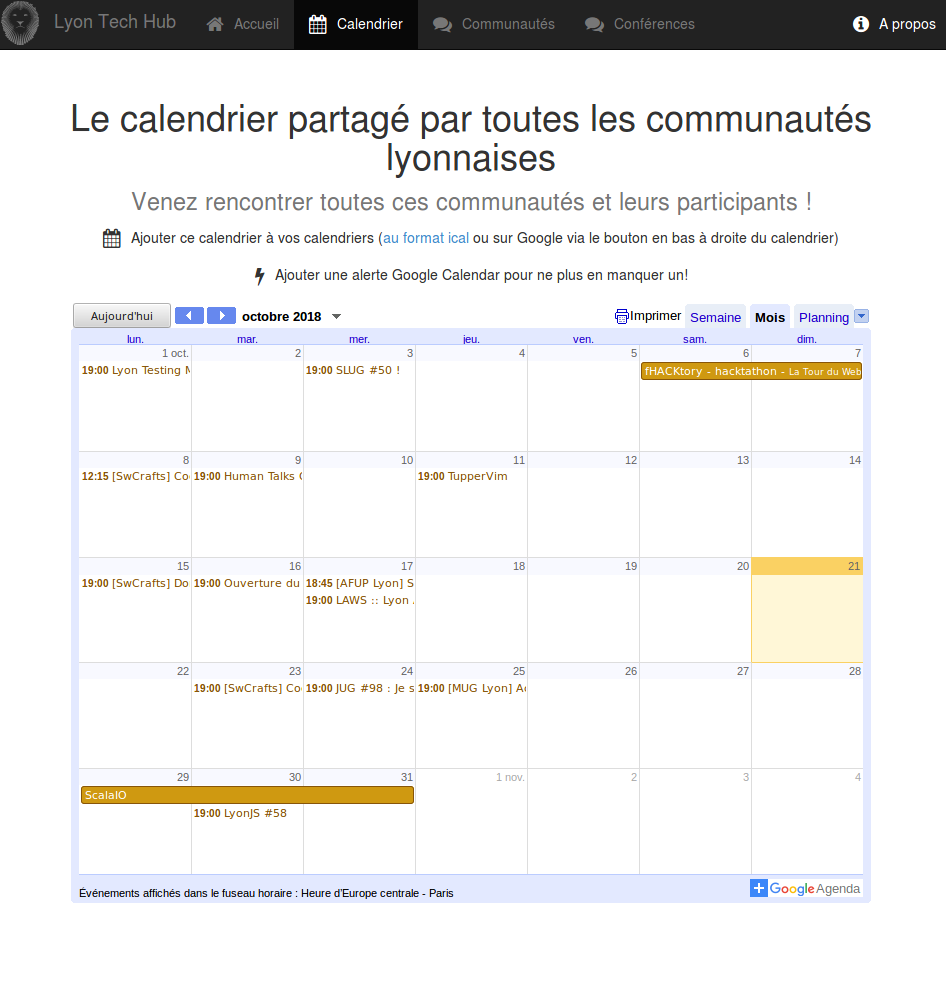 Lyon Tech Hub Accueil Calendrier Communautés Conférences A propos
Le calendrier partagé par toutes les communautés
lyonnaises
Venez rencontrer toutes ces communautés et leurs participants !
Ajouter ce calendrier à vos calendriers (au format ical ou sur Google via le bouton en bas à droite du calendrier)
Ajouter une alerte Google Calendar pour ne plus en manquer un!
Aujourd'hui octobre 2018 Imprimer Semaine Mois Planning
lun. mar. mer. jeu. ven. sam. dim.
1 oct. 2 3 4 5 6 7
19:00 Lyon Testing 19:00 SLUG #50 ! fHACKtory - hacktathon - La Tour du Web
8 9 10 11 12 13 14
12:15 [SwCrafts] Co 19:00 Human Talks 19:00 TupperVim
15 16 17 18 19 20 21
19:00 [SwCrafts] Do 19:00 Ouverture du 18:45 [AFUP Lyon] S
19:00 LAWS :: Lyon
22 23 24 25 26 27 28
19:00 [SwCrafts] Co 19:00 JUG #98 : Je s 19:00 [MUG Lyon] A
29 30 31 1 nov. 2 3 4
ScalaIO
19:00 LyonJS #58
Événements affichés dans le fuseau horaire : Heure d'Europe centrale - Paris
Google Agenda